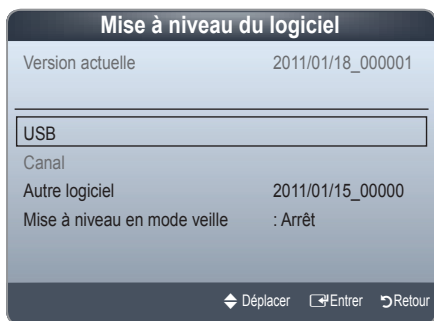 Mise à niveau du logiciel
Version actuelle 2011/01/18_000001
USB
Canal
Autre logiciel 2011/01/15_00000
Mise à niveau en mode veille : Arrêt
Déplacer Entrer Retour